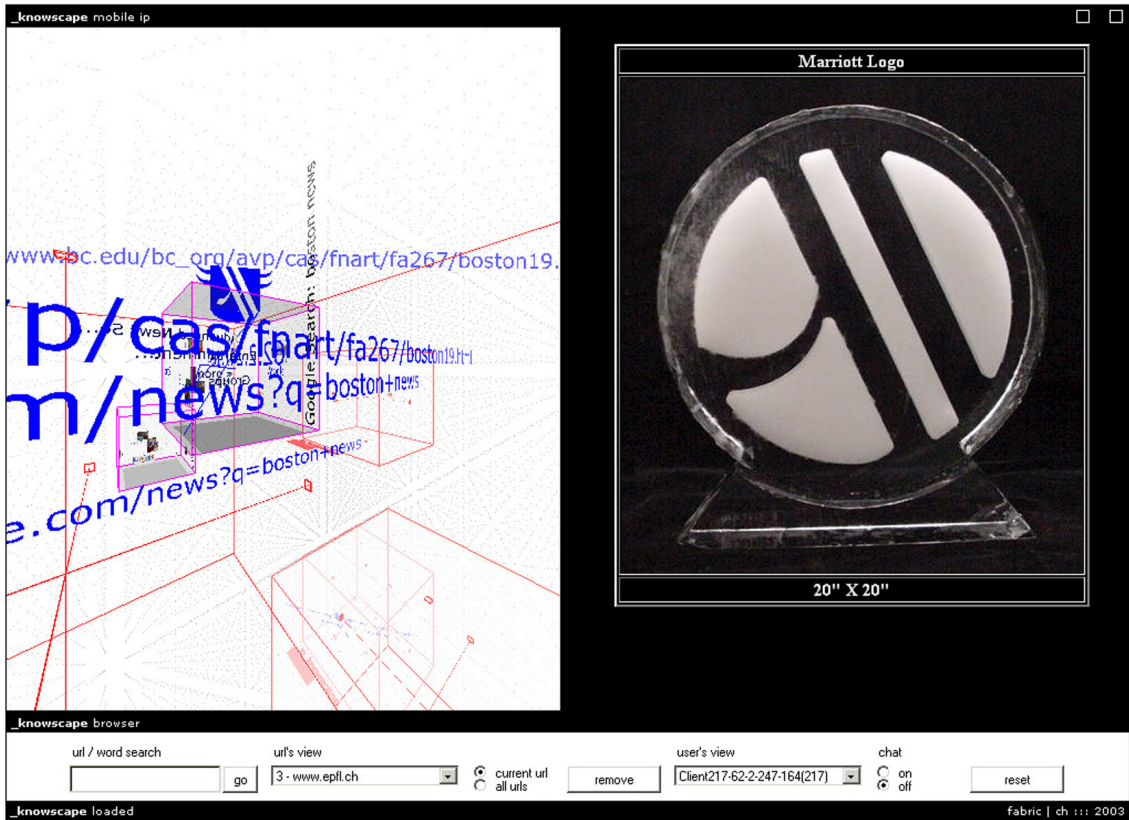 _knowscape mobile ip
Marriott Logo
Google Search: boston news
www.bc.edu/bc_org/avp/cas/fnart/fa267/boston19.
p/cas/fnart/fa267/boston19.ht
m/news?q=boston+news
e.com/news?q=boston+news
20" X 20"
_knowscape browser
url / word search
go
url's view
3 - www.epfl.ch
current url
all urls
remove
user's view
Client217-62-2-247-164(217)
chat
on
off
reset
_knowscape loaded
fabric | ch ::: 2003